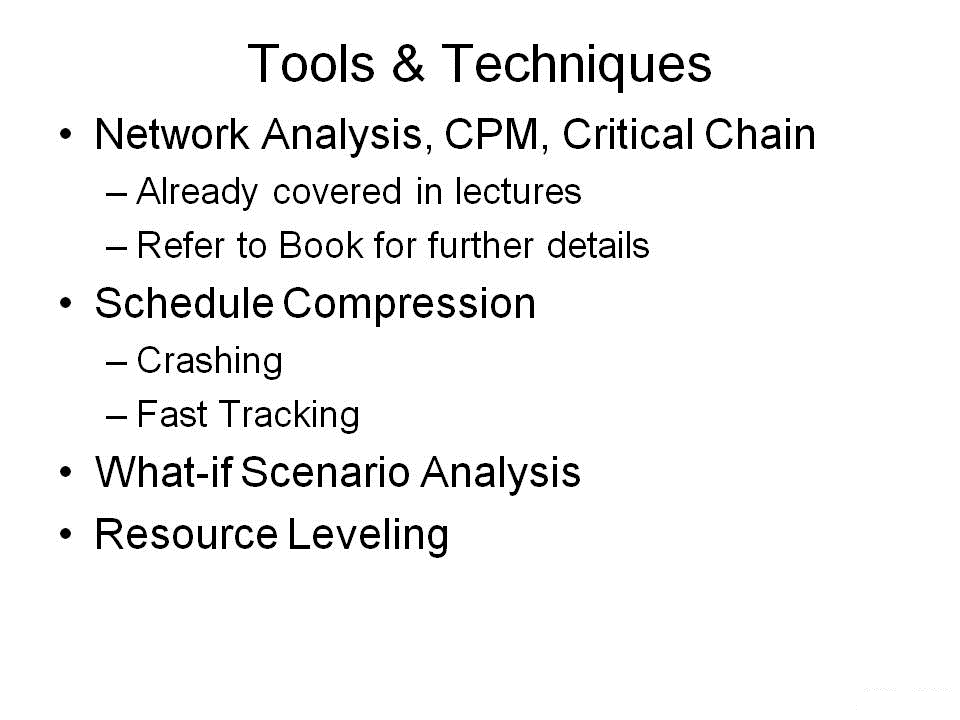 Tools & Techniques
• Network Analysis, CPM, Critical Chain
– Already covered in lectures
– Refer to Book for further details
• Schedule Compression
– Crashing
– Fast Tracking
• What-if Scenario Analysis
• Resource Leveling